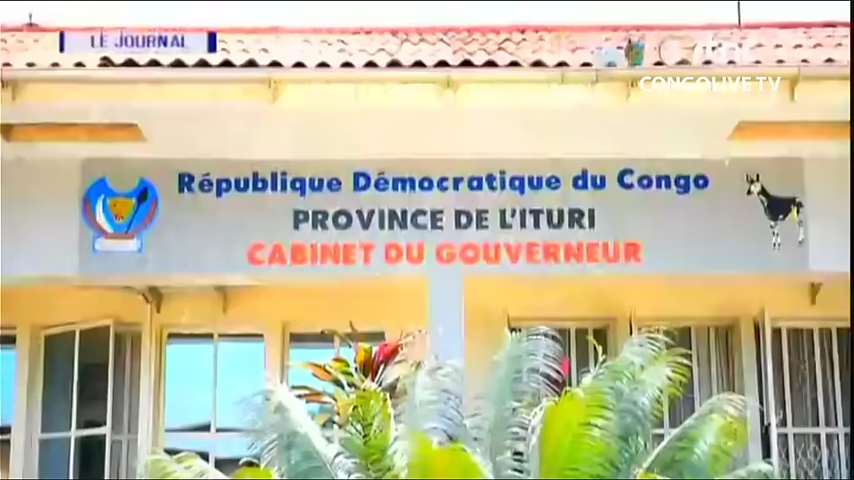 LE JOURNAL
CONGOLIVE TV
République Démocratique du Congo
PROVINCE DE L'ITURI
CABINET DU GOUVERNEUR